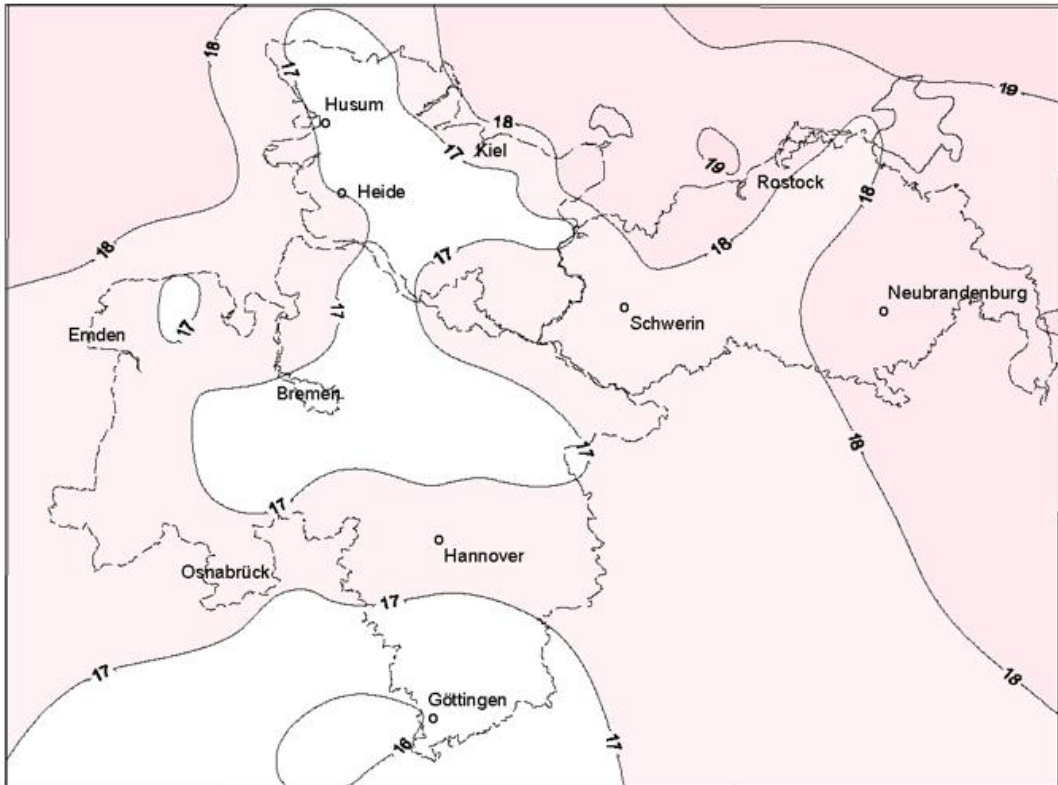 18
17
Husum
19
18
17
Kiel
19
Rostock
Heide
18
18
18
17
Neubrandenburg
17
17
Emden
Schwerin
Bremen
18
17
17
Hannover
Osnabrück
17
17
18
Göttingen
16
17